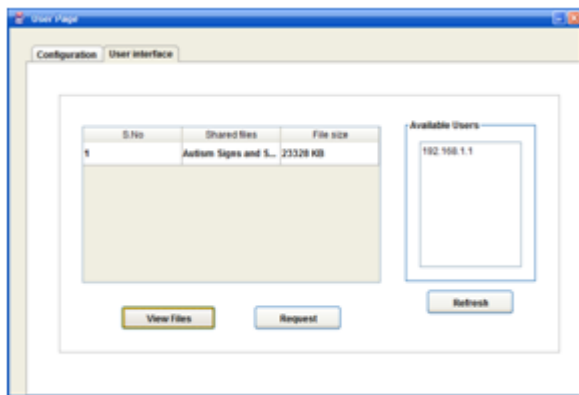 User Page
Configuration User interface
S.No Shared files File size
1 Autism Signes and S... 23328 KB
Available Users
192.168.1.1
View Files Request Refresh